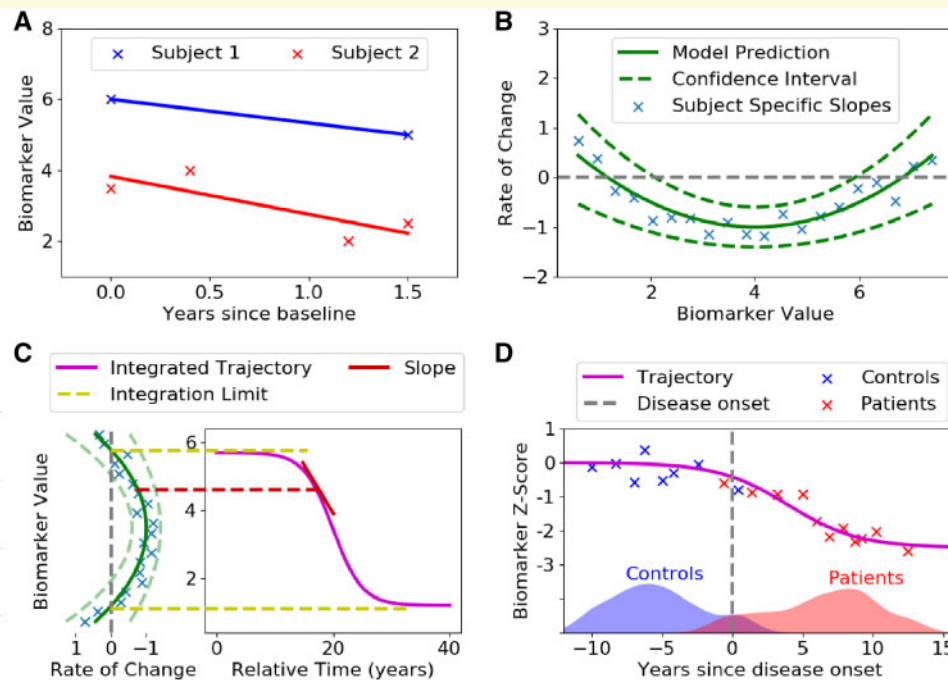 A
Subject 1
Subject 2
Biomarker Value
8
6
4
2
0.0 0.5 1.0 1.5
Years since baseline
B
Model Prediction
Confidence Interval
Subject Specific Slopes
Rate of Change
3
2
1
0
−1
−2
2 4 6
Biomarker Value
C
Integrated Trajectory
Slope
Integration Limit
Biomarker Value
1 0 −1
Rate of Change
6
4
2
0 20 40
Relative Time (years)
D
Trajectory
Controls
Disease onset
Patients
Biomarker Z-Score
1
0
-1
-2
-3
Controls
Patients
−10 −5 0 5 10 15
Years since disease onset